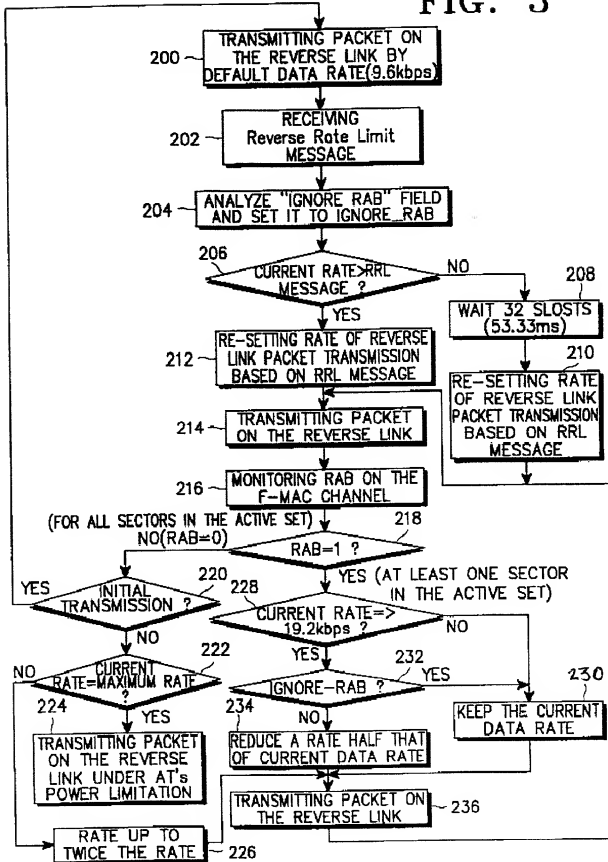 FIG. 3
200
TRANSMITTING PACKET ON
THE REVERSE LINK BY
DEFAULT DATA RATE(9.6kbps)
202
RECEIVING
Reverse Rate Limit
MESSAGE
204
ANALYZE "IGNORE RAB" FIELD
AND SET IT TO IGNORE_RAB
206
CURRENT RATE>RRL
MESSAGE ?
NO
YES
208
WAIT 32 SLOSTS
(53.33ms)
212
RE-SETTING RATE OF REVERSE
LINK PACKET TRANSMISSION
BASED ON RRL MESSAGE
210
RE-SETTING RATE
OF REVERSE LINK
PACKET TRANSMISSION
BASED ON RRL
MESSAGE
214
TRANSMITTING PACKET
ON THE REVERSE LINK
216
MONITORING RAB ON THE
F-MAC CHANNEL
(FOR ALL SECTORS IN THE ACTIVE SET)
NO(RAB=0)
218
RAB=1 ?
YES (AT LEAST ONE SECTOR
IN THE ACTIVE SET)
YES
INITIAL
TRANSMISSION ?
220
NO
228
CURRENT RATE=>
19.2kbps ?
NO
YES
NO
CURRENT
RATE=MAXIMUM RATE
?
222
YES
IGNORE-RAB ?
232
YES
NO
230
KEEP THE CURRENT
DATA RATE
224
TRANSMITTING PACKET
ON THE REVERSE
LINK UNDER AT's
POWER LIMITATION
234
REDUCE A RATE HALF THAT
OF CURRENT DATA RATE
TRANSMITTING PACKET ON
THE REVERSE LINK
236
RATE UP TO
TWICE THE RATE
226